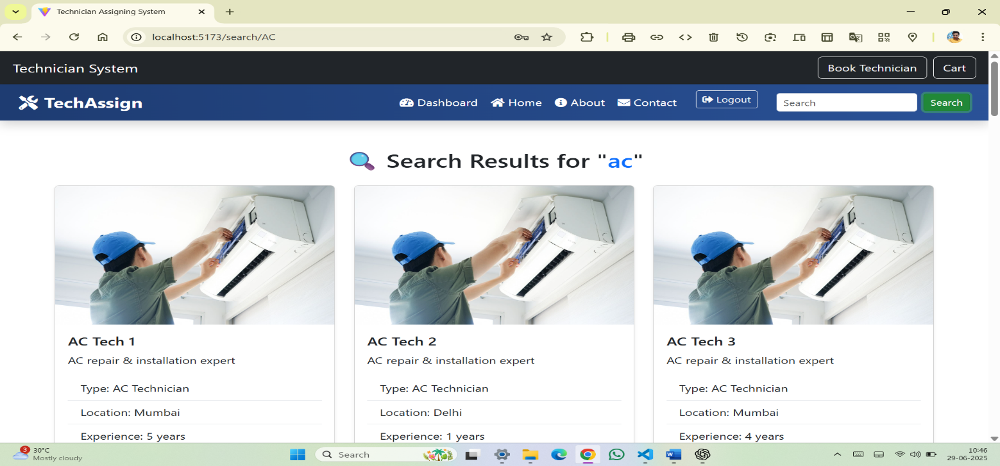 Technician Assigning System
localhost:5173/search/AC
Technician System
Book Technician
Cart
TechAssign
Dashboard
Home
About
Contact
Logout
Search
Search
Search Results for "ac"
AC Tech 1
AC repair & installation expert
Type: AC Technician
Location: Mumbai
Experience: 5 years
AC Tech 2
AC repair & installation expert
Type: AC Technician
Location: Delhi
Experience: 1 years
AC Tech 3
AC repair & installation expert
Type: AC Technician
Location: Mumbai
Experience: 4 years
3
30°C
Mostly cloudy
Search
10:46
29-06-2025